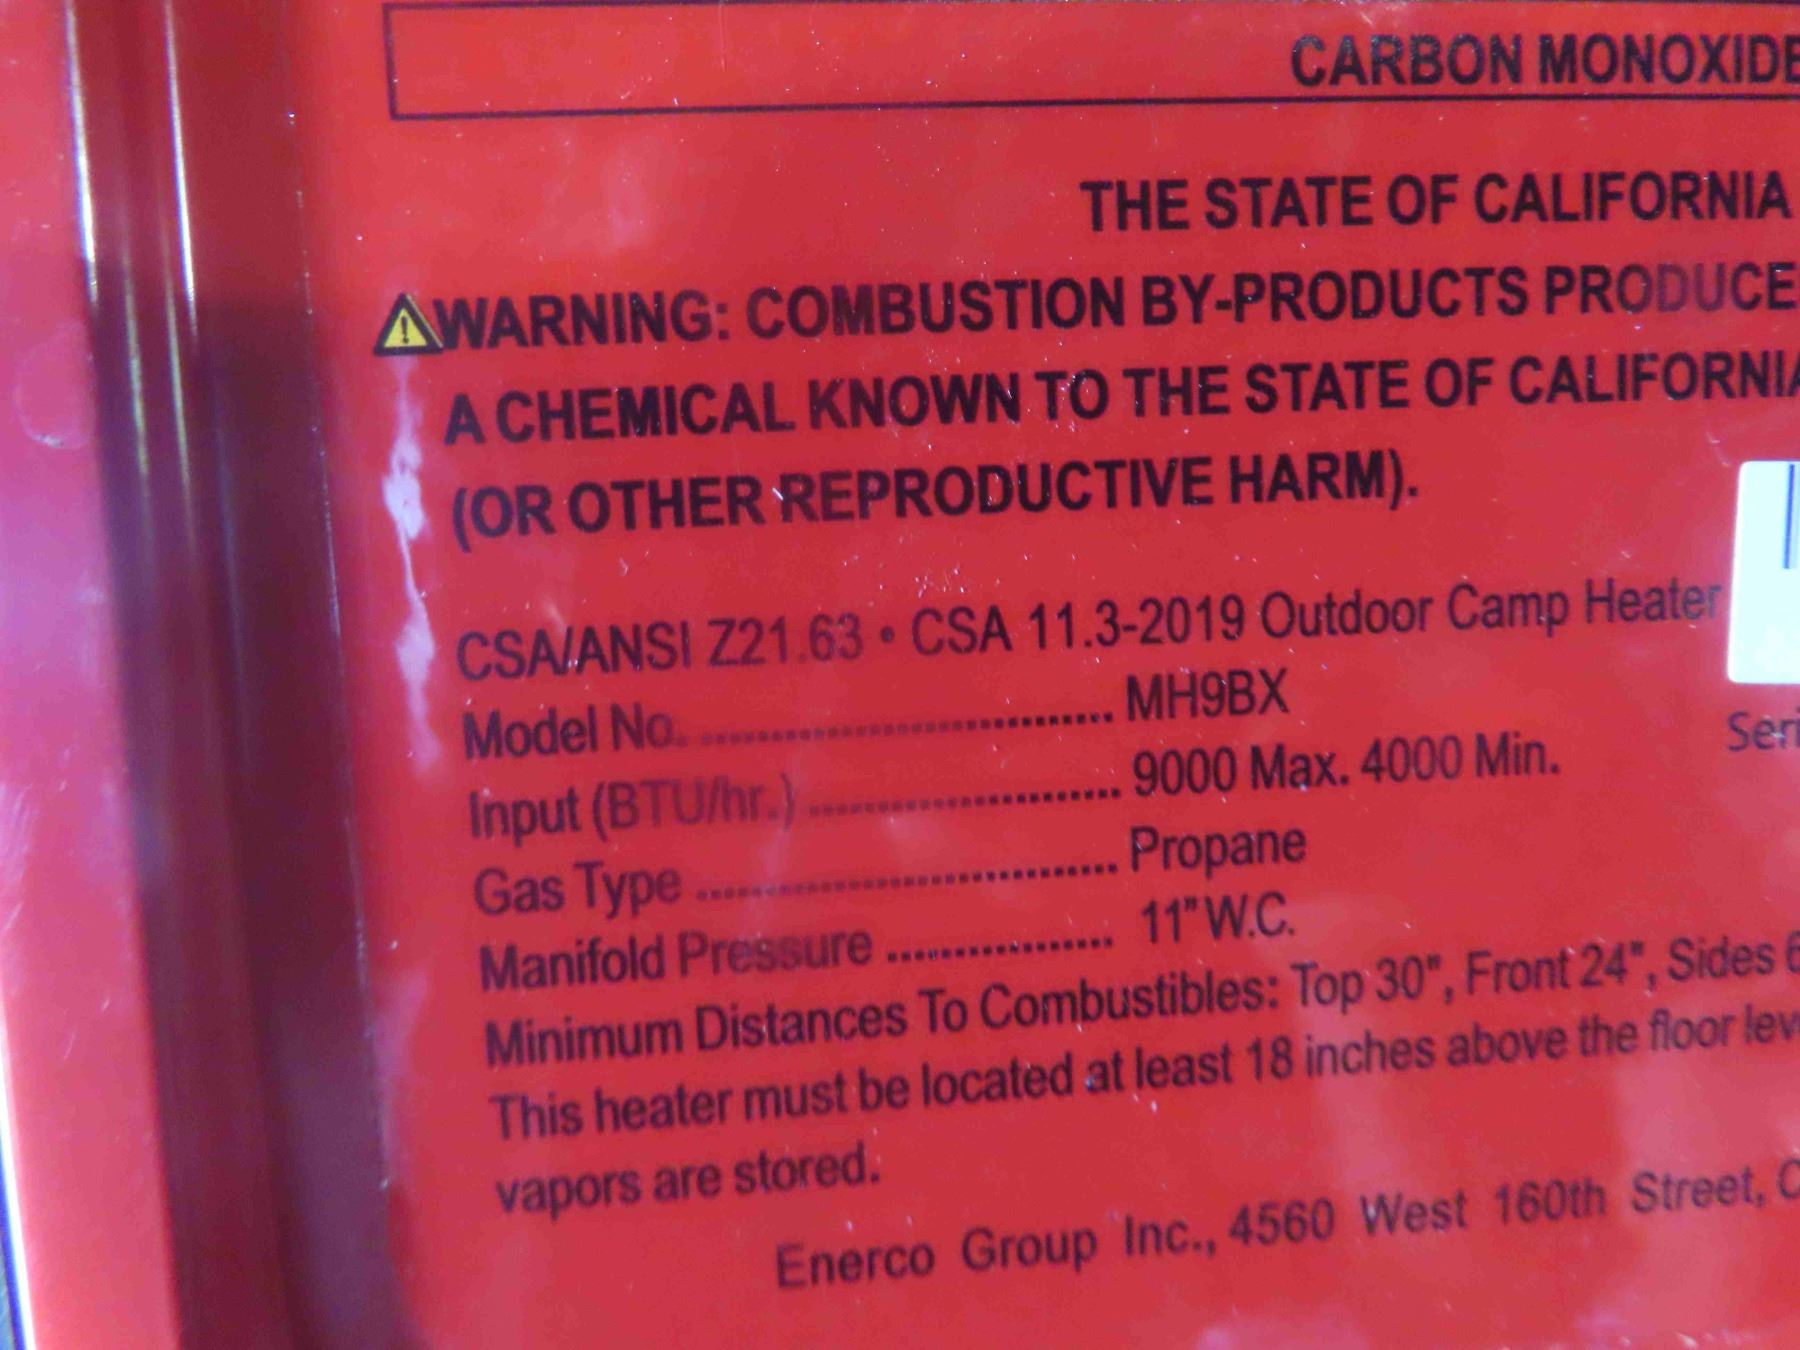 CARBON MONOXIDE
THE STATE OF CALIFORNIA
WARNING: COMBUSTION BY-PRODUCTS PRODUCE
A CHEMICAL KNOWN TO THE STATE OF CALIFORNIA
(OR OTHER REPRODUCTIVE HARM).
CSA/ANSI Z21.63 • CSA 11.3-2019 Outdoor Camp Heater
Model No. ................................ MH9BX
Input (BTU/hr.) ........................ 9000 Max. 4000 Min.
Gas Type ................................. Propane
Manifold Pressure ................. 11" W.C.
Minimum Distances To Combustibles: Top 30", Front 24", Sides 6
This heater must be located at least 18 inches above the floor lev
vapors are stored.
Enerco Group Inc., 4560 West 160th Street, C
Seri